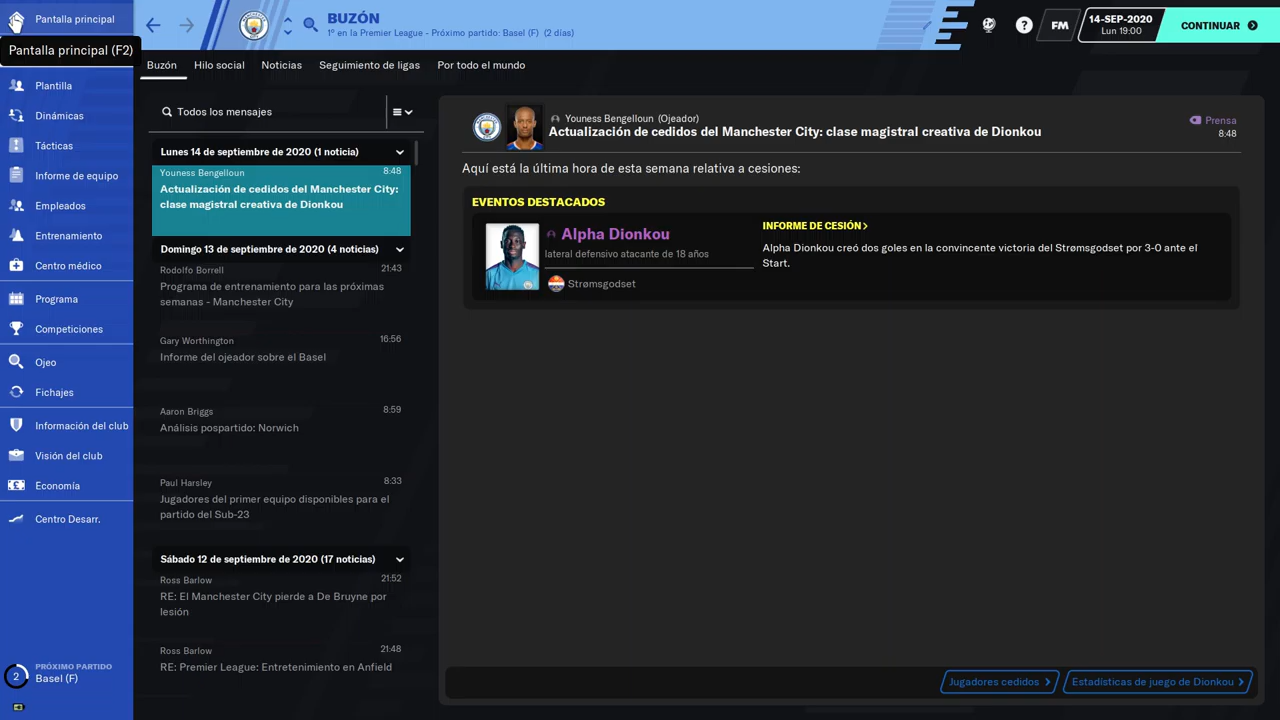 Pantalla principal
Pantalla principal (F2)
BUZÓN
1º en la Premier League - Próximo partido: Basel (F) (2 días)
FM
14-SEP-2020
Lun 19:00
CONTINUAR
Buzón
Hilo social
Noticias
Seguimiento de ligas
Por todo el mundo
Plantilla
Dinámicas
Tácticas
Informe de equipo
Empleados
Entrenamiento
Centro médico
Programa
Competiciones
Ojeo
Fichajes
Información del club
Visión del club
Economía
Centro Desarr.
2
PRÓXIMO PARTIDO
Basel (F)
Todos los mensajes
Lunes 14 de septiembre de 2020 (1 noticia)
Youness Bengelloun 8:48
Actualización de cedidos del Manchester City:
clase magistral creativa de Dionkou
Domingo 13 de septiembre de 2020 (4 noticias)
Rodolfo Borrell 21:43
Programa de entrenamiento para las próximas
semanas - Manchester City
Gary Worthington 16:56
Informe del ojeador sobre el Basel
Aaron Briggs 8:59
Análisis pospartido: Norwich
Paul Harsley 8:33
Jugadores del primer equipo disponibles para el
partido del Sub-23
Sábado 12 de septiembre de 2020 (17 noticias)
Ross Barlow 21:52
RE: El Manchester City pierde a De Bruyne por
lesión
Ross Barlow 21:48
RE: Premier League: Entretenimiento en Anfield
Youness Bengelloun (Ojeador)
Actualización de cedidos del Manchester City: clase magistral creativa de Dionkou
Prensa
8:48
Aquí está la última hora de esta semana relativa a cesiones:
EVENTOS DESTACADOS
Alpha Dionkou
lateral defensivo atacante de 18 años
Strømsgodset
INFORME DE CESIÓN
Alpha Dionkou creó dos goles en la convincente victoria del Strømsgodset por 3-0 ante el
Start.
Jugadores cedidos
Estadísticas de juego de Dionkou